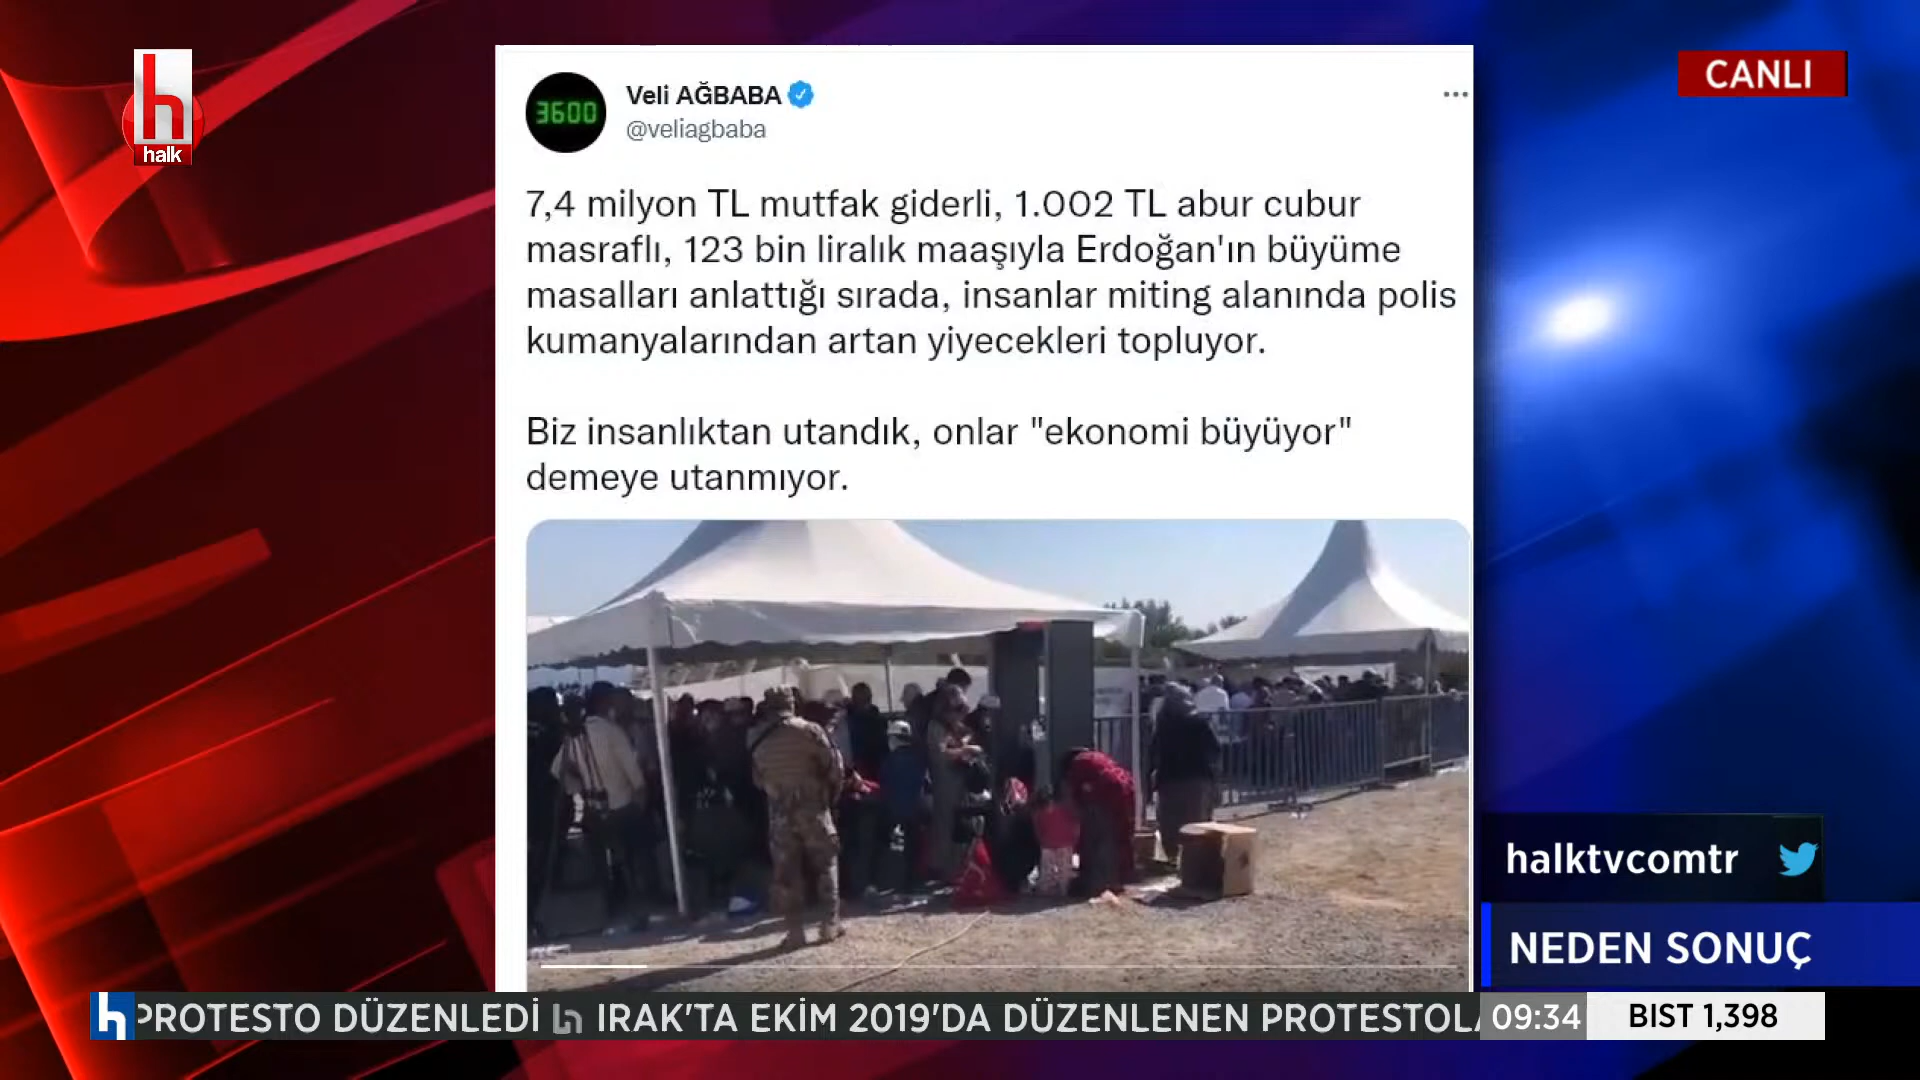 h
halk
CANLI
3600
Veli AĞBABA
@veliagbaba
7,4 milyon TL mutfak giderli, 1.002 TL abur cubur
masraflı, 123 bin liralık maaşıyla Erdoğan'ın büyüme
masalları anlattığı sırada, insanlar miting alanında polis
kumanyalarından artan yiyecekleri topluyor.
Biz insanlıktan utandık, onlar "ekonomi büyüyor"
demeye utanmıyor.
halktvcomtr
NEDEN SONUÇ
h PROTESTO DÜZENLEDİ h IRAK'TA EKİM 2019'DA DÜZENLENEN PROTESTOL
09:34
BIST 1,398